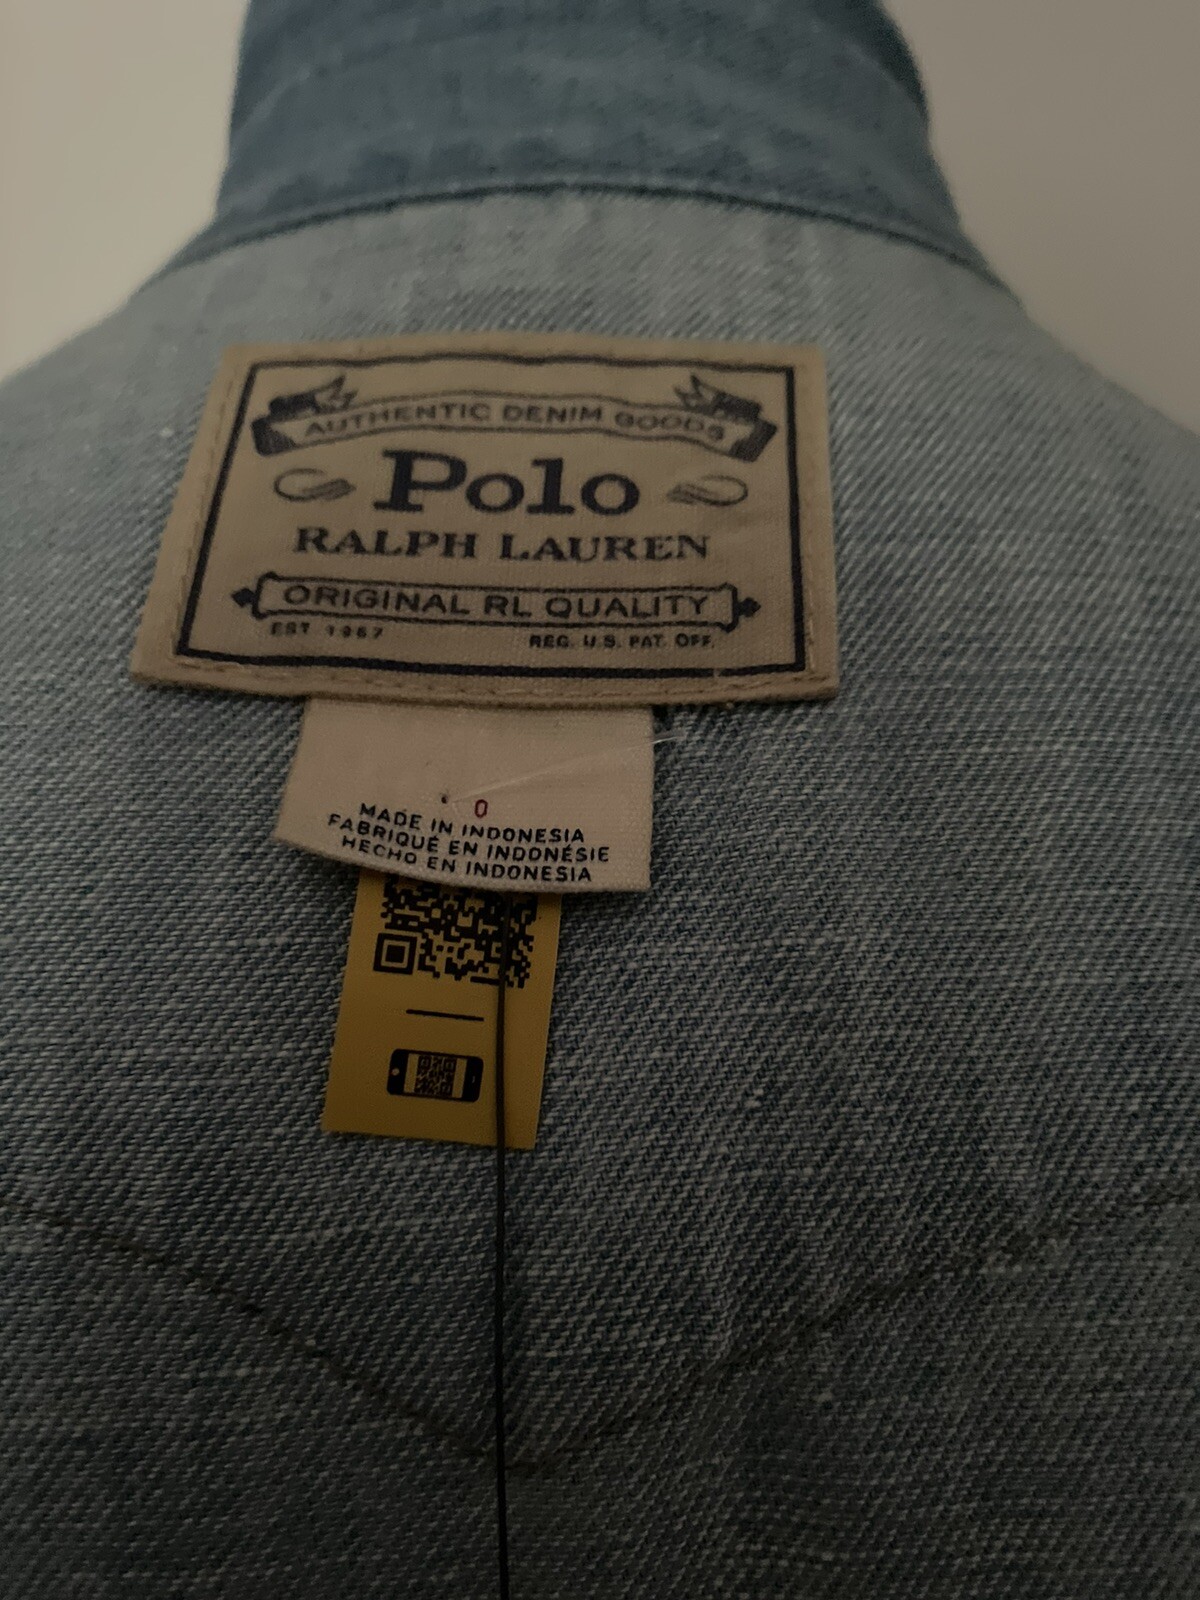 AUTHENTIC DENIM GOODS
Polo
RALPH LAUREN
ORIGINAL RL QUALITY
EST 1967 REG. U.S. PAT. OFF.
0
MADE IN INDONESIA
FABRIQUÉ EN INDONÉSIE
HECHO EN INDONESIA